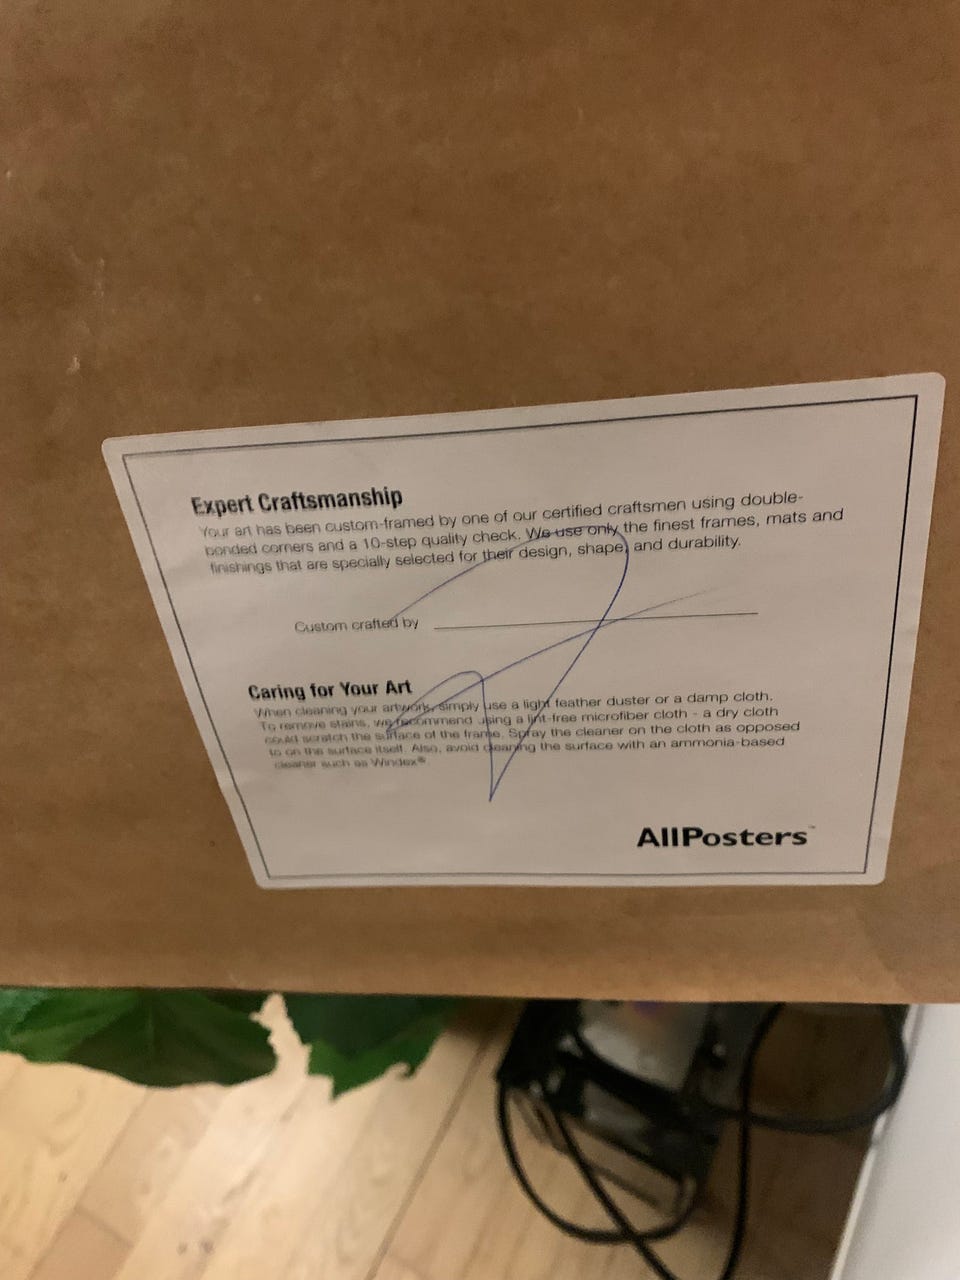 Expert Craftsmanship
Your art has been custom-framed by one of our certified craftsmen using double-
bonded corners and a 10-step quality check. We use only the finest frames, mats and
finishings that are specially selected for their design, shape, and durability.
Custom crafted by
Caring for Your Art
When cleaning your artwork, simply use a light feather duster or a damp cloth.
To remove stains, we recommend using a lint-free microfiber cloth - a dry cloth
could scratch the surface of the frame. Spray the cleaner on the cloth as opposed
to on the surface itself. Also, avoid cleaning the surface with an ammonia-based
cleaner such as Windex®
AllPosters™